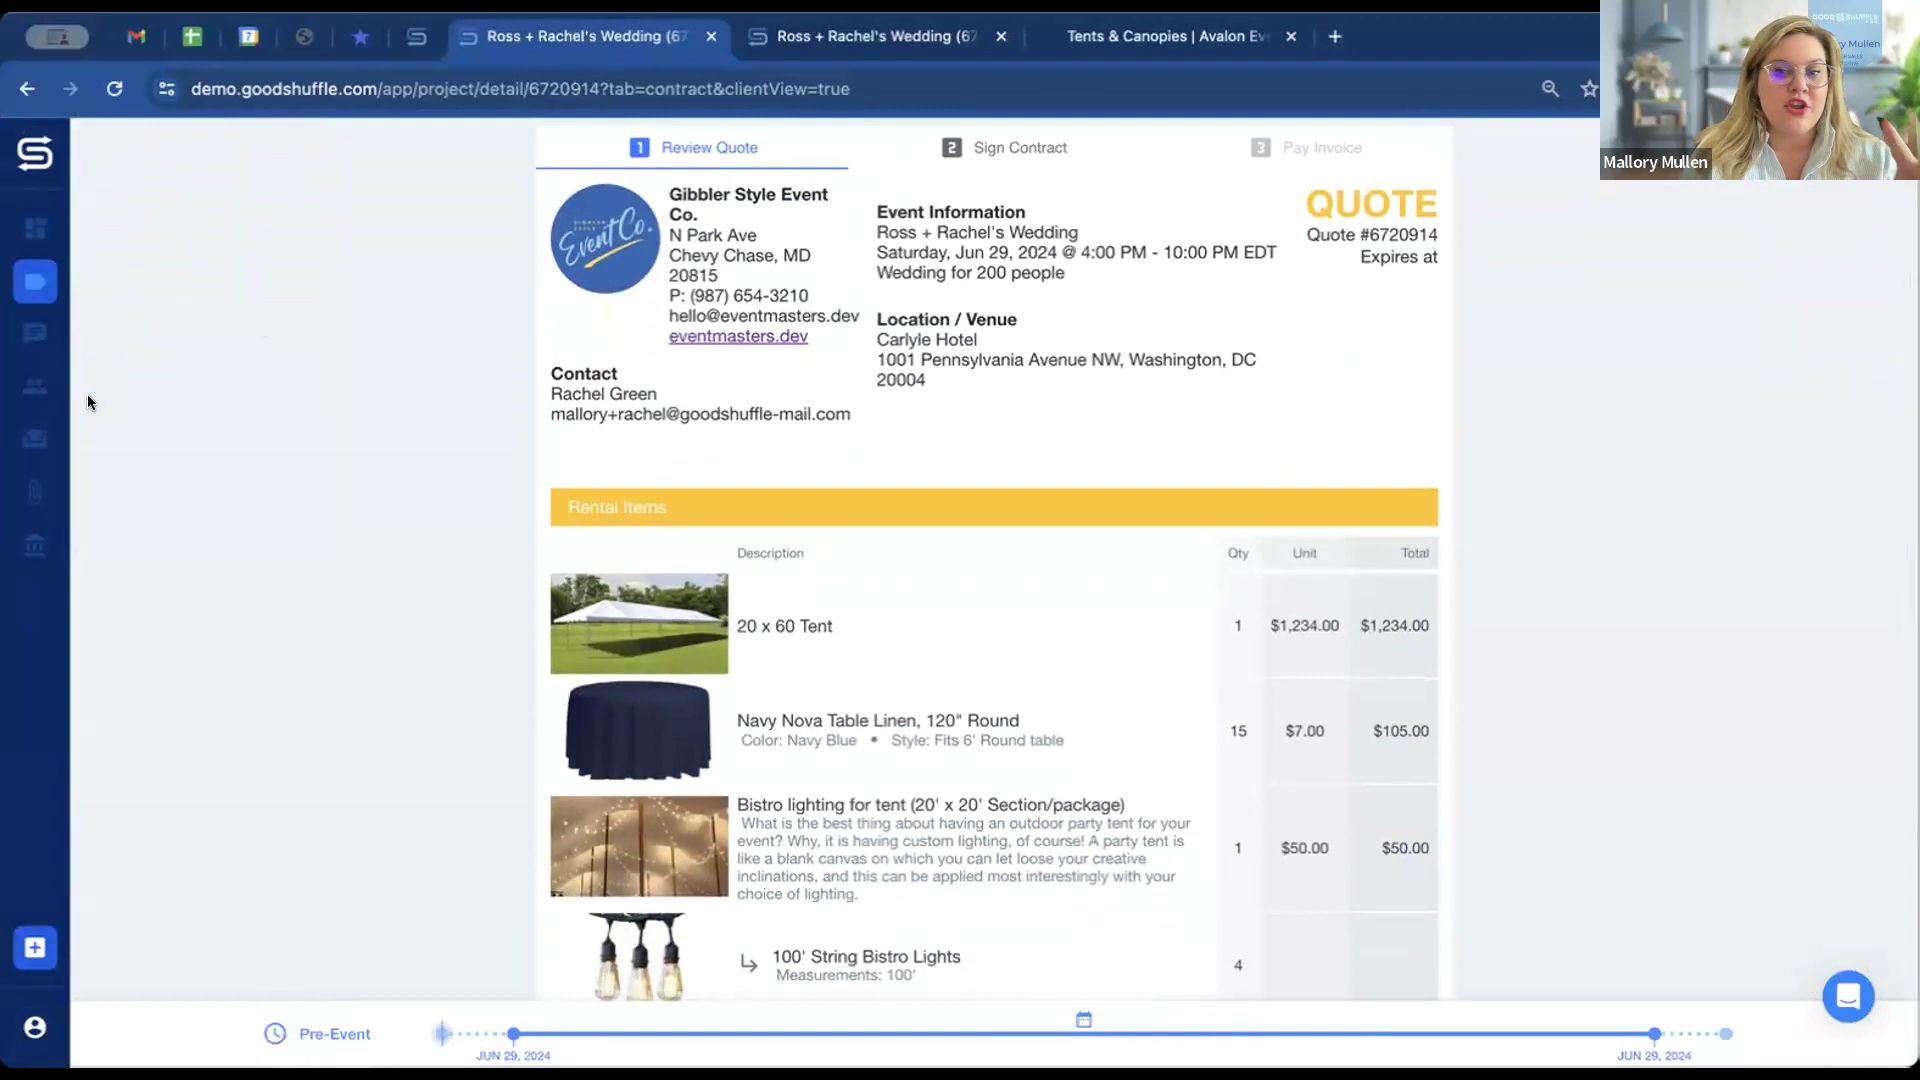 Ross + Rachel's Wedding (67
Ross + Rachel's Wedding (67
Tents & Canopies | Avalon Ev
demo.goodshuffle.com/app/project/detail/6720914?tab=contract&clientView=true
GOOD SHUFFLE
Mullen
Mallory Mullen
1 Review Quote
2 Sign Contract
3 Pay Invoice
Event Co.
Gibbler Style Event
Co.
N Park Ave
Chevy Chase, MD
20815
P: (987) 654-3210
hello@eventmasters.dev
eventmasters.dev
Contact
Rachel Green
mallory+rachel@goodshuffle-mail.com
Event Information
Ross + Rachel's Wedding
Saturday, Jun 29, 2024 @ 4:00 PM - 10:00 PM EDT
Wedding for 200 people
Location / Venue
Carlyle Hotel
1001 Pennsylvania Avenue NW, Washington, DC
20004
QUOTE
Quote #6720914
Expires at
Rental Items
Description Qty Unit Total
20 x 60 Tent 1 $1,234.00 $1,234.00
Navy Nova Table Linen, 120" Round
Color: Navy Blue • Style: Fits 6' Round table
15 $7.00 $105.00
Bistro lighting for tent (20' x 20' Section/package)
What is the best thing about having an outdoor party tent for your
event? Why, it is having custom lighting, of course! A party tent is
like a blank canvas on which you can let loose your creative
inclinations, and this can be applied most interestingly with your
choice of lighting.
1 $50.00 $50.00
100' String Bistro Lights
Measurements: 100'
4
Pre-Event
JUN 29, 2024
JUN 29, 2024